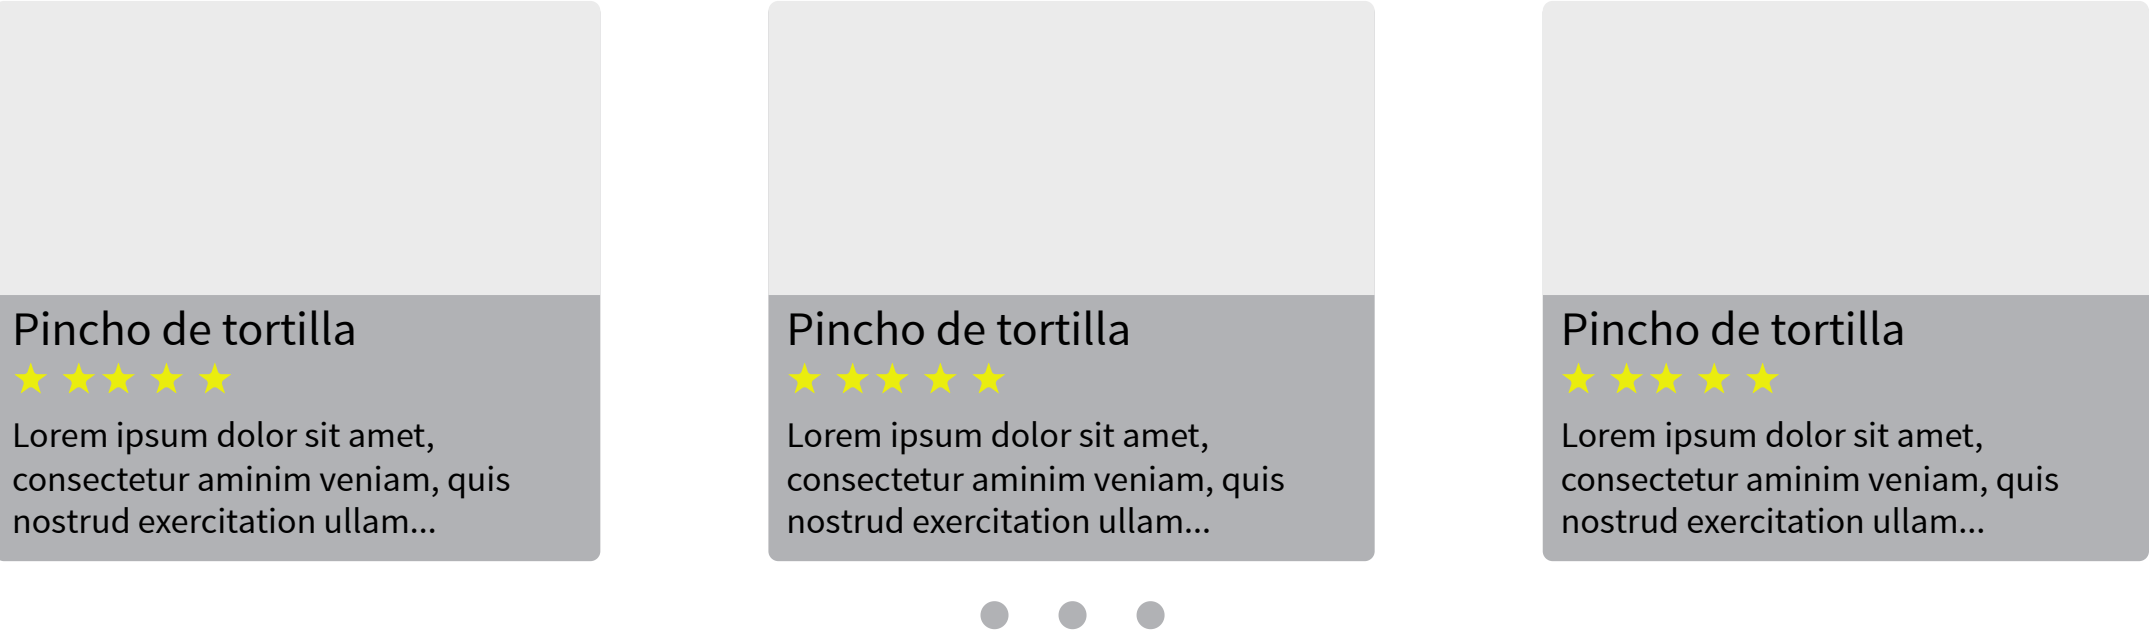 Pincho de tortilla
Lorem ipsum dolor sit amet,
consectetur aminim veniam, quis
nostrud exercitation ullam...
Pincho de tortilla
Lorem ipsum dolor sit amet,
consectetur aminim veniam, quis
nostrud exercitation ullam...
Pincho de tortilla
Lorem ipsum dolor sit amet,
consectetur aminim veniam, quis
nostrud exercitation ullam...